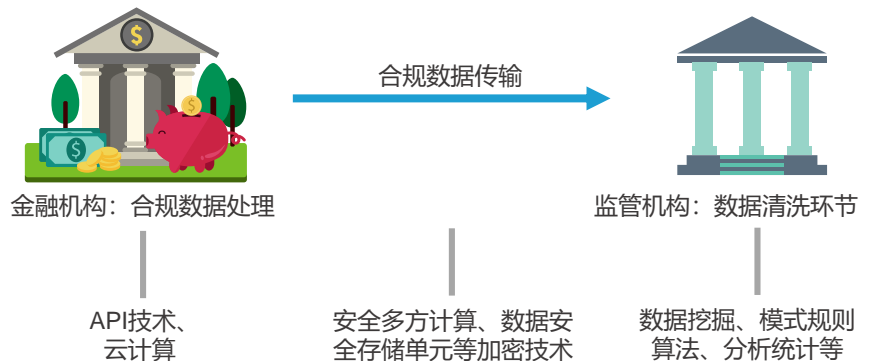 合规数据传输
金融机构：合规数据处理
监管机构：数据清洗环节
API技术、
云计算
安全多方计算、数据安
全存储单元等加密技术
数据挖掘、模式规则
算法、分析统计等